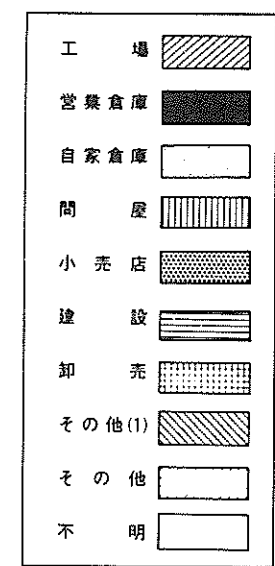 工場
営業倉庫
自家倉庫
問屋
小売店
建設
卸売
その他(1)
その他
不明